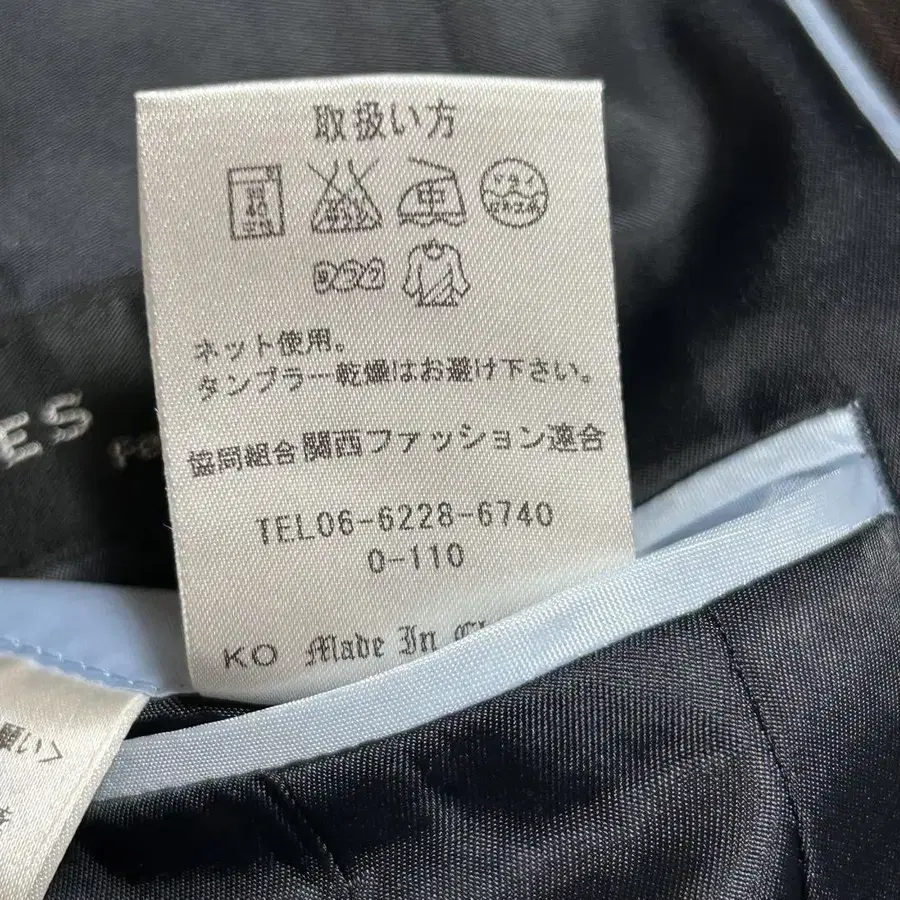 取扱い方
中
ネット使用。
タンブラー乾燥はお避け下さい。
ES
協同組合関西ファッション連合
TEL06-6228-6740
0-110
KO Made In